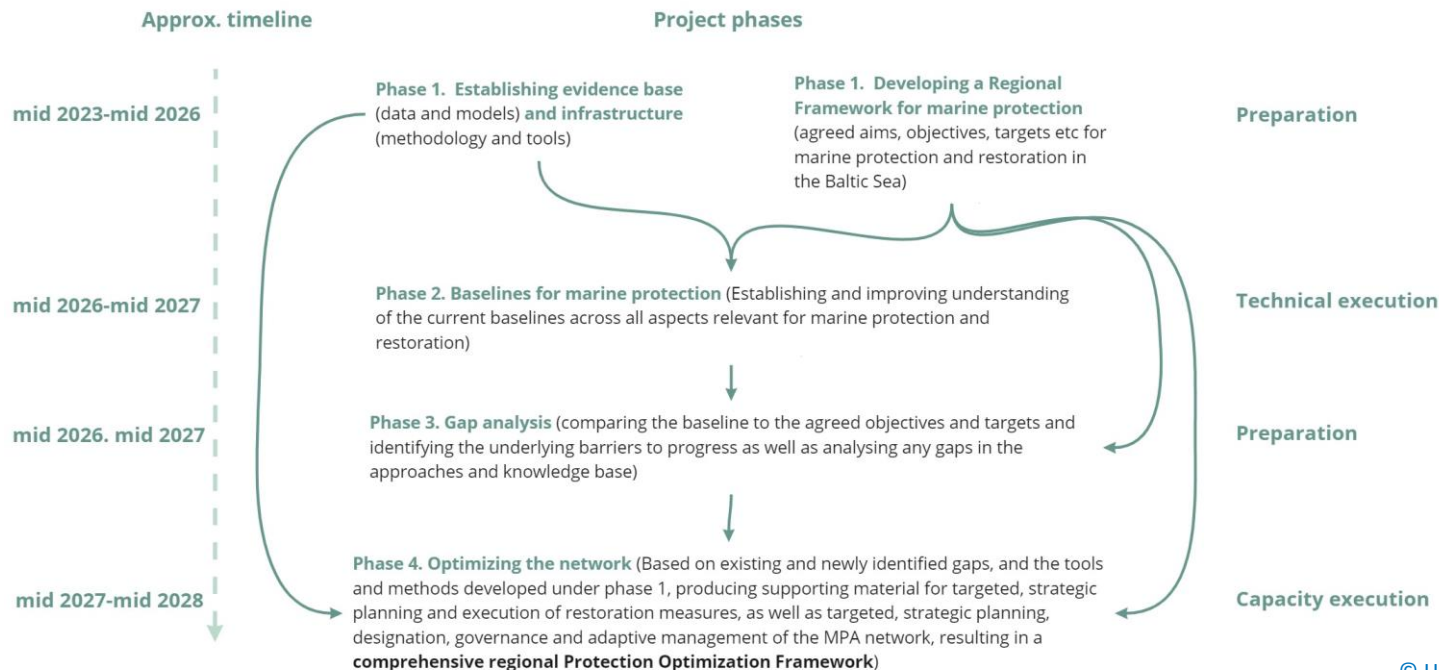 Approx. timeline
Project phases
mid 2023-mid 2026
Phase 1. Establishing evidence base
(data and models) and infrastructure
(methodology and tools)
Phase 1. Developing a Regional
Framework for marine protection
(agreed aims, objectives, targets etc for
marine protection and restoration in
the Baltic Sea)
Preparation
mid 2026-mid 2027
Phase 2. Baselines for marine protection (Establishing and improving understanding
of the current baselines across all aspects relevant for marine protection and
restoration)
Technical execution
mid 2026. mid 2027
Phase 3. Gap analysis (comparing the baseline to the agreed objectives and targets and
identifying the underlying barriers to progress as well as analysing any gaps in the
approaches and knowledge base)
Preparation
mid 2027-mid 2028
Phase 4. Optimizing the network (Based on existing and newly identified gaps, and the tools
and methods developed under phase 1, producing supporting material for targeted, strategic
planning and execution of restoration measures, as well as targeted, strategic planning,
designation, governance and adaptive management of the MPA network, resulting in a
comprehensive regional Protection Optimization Framework)
Capacity execution
©